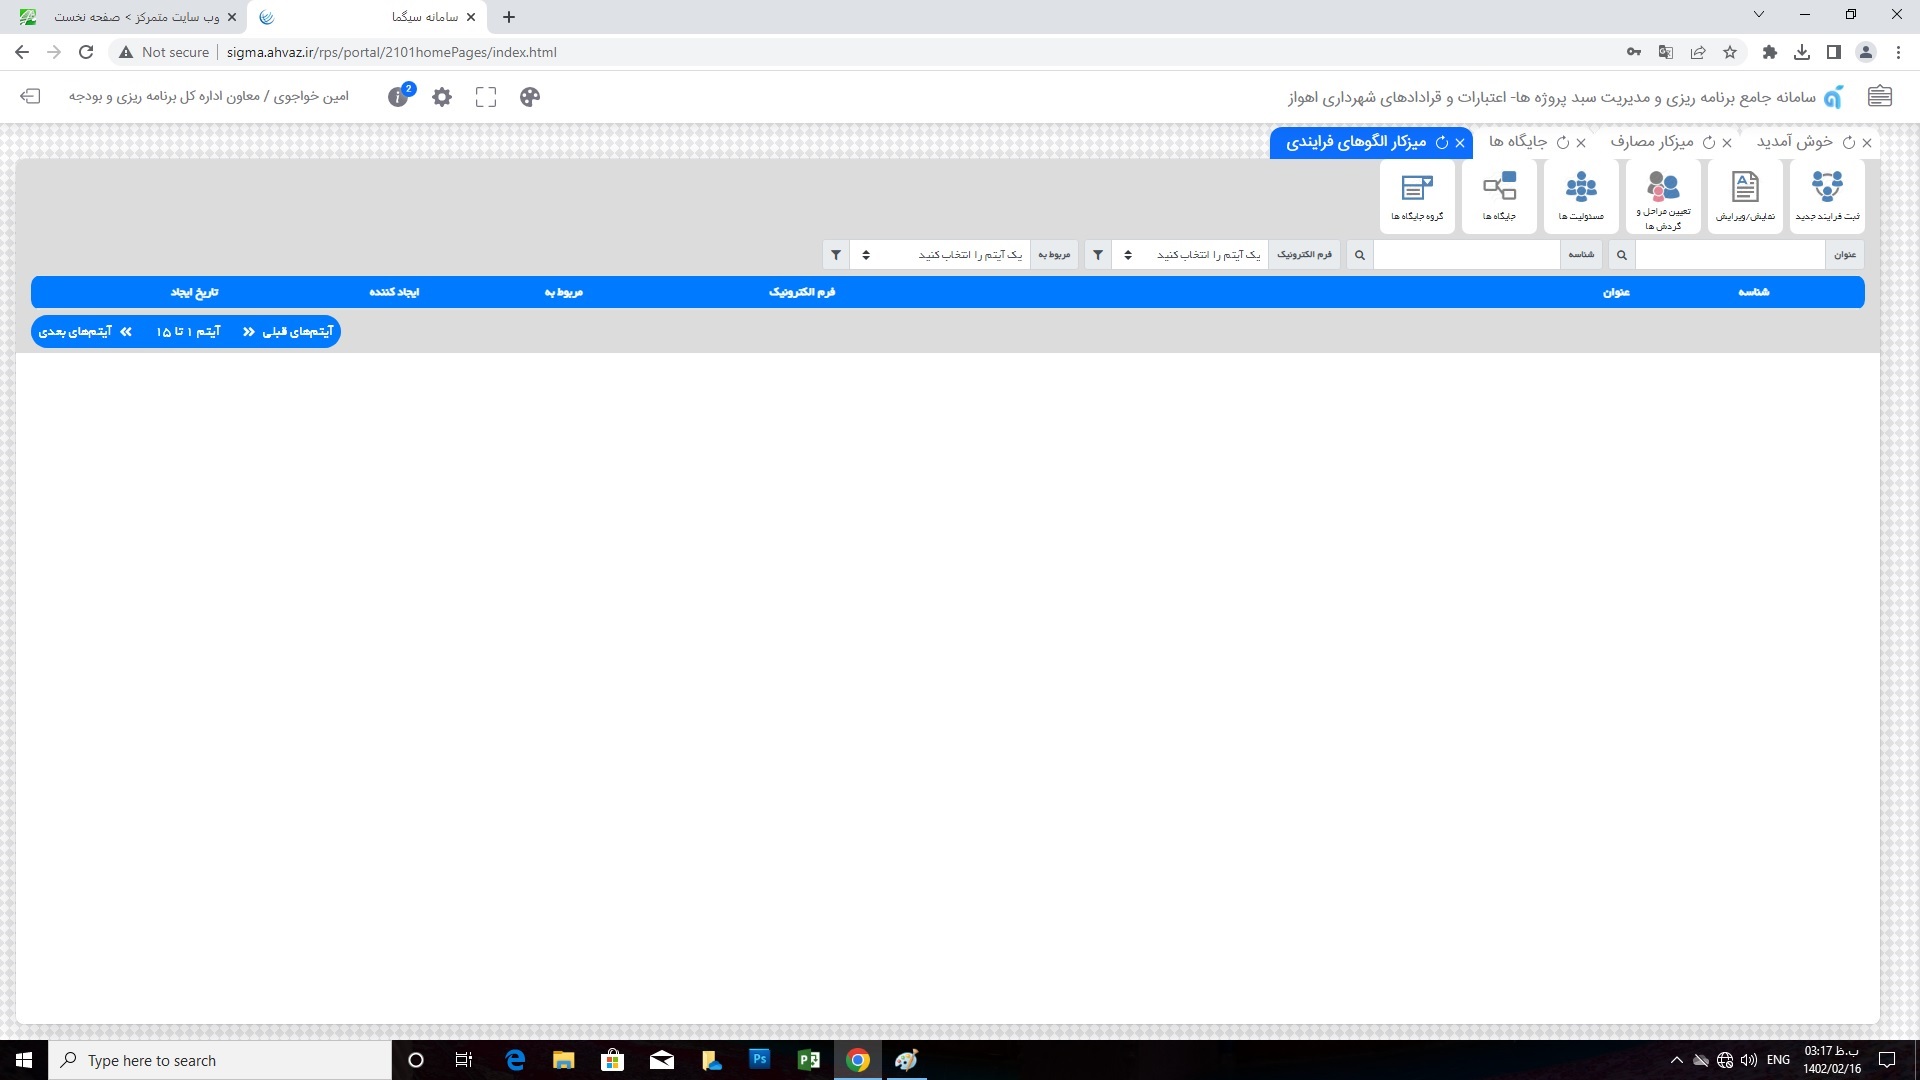 وب سایت متمرکز > صفحه نخست
سامانه سیگما
Not secure
sigma.ahvaz.ir/rps/portal/2101homePages/index.html
سامانه جامع برنامه ریزی و مدیریت سبد پروژه ها- اعتبارات و قرادادهای شهرداری اهواز
2
امین خواجوی / معاون اداره کل برنامه ریزی و بودجه
خوش آمدید
میزکار مصارف
جایگاه ها
میزکار الگوهای فرایندی
ثبت فرایند جدید
نمایش/ویرایش
تعیین مراحل و
گردش ها
مسئولیت ها
جایگاه ها
گروه جایگاه ها
عنوان
شناسه
فرم الکترونیک
یک آیتم را انتخاب کنید
مربوط به
یک آیتم را انتخاب کنید
شناسه
عنوان
فرم الکترونیک
مربوط به
ایجاد کننده
تاریخ ایجاد
آیتم‌های قبلی
آیتم ۱ تا ۱۵
آیتم‌های بعدی
Type here to search
Ps
ENG
03:17 ب.ظ
1402/02/16